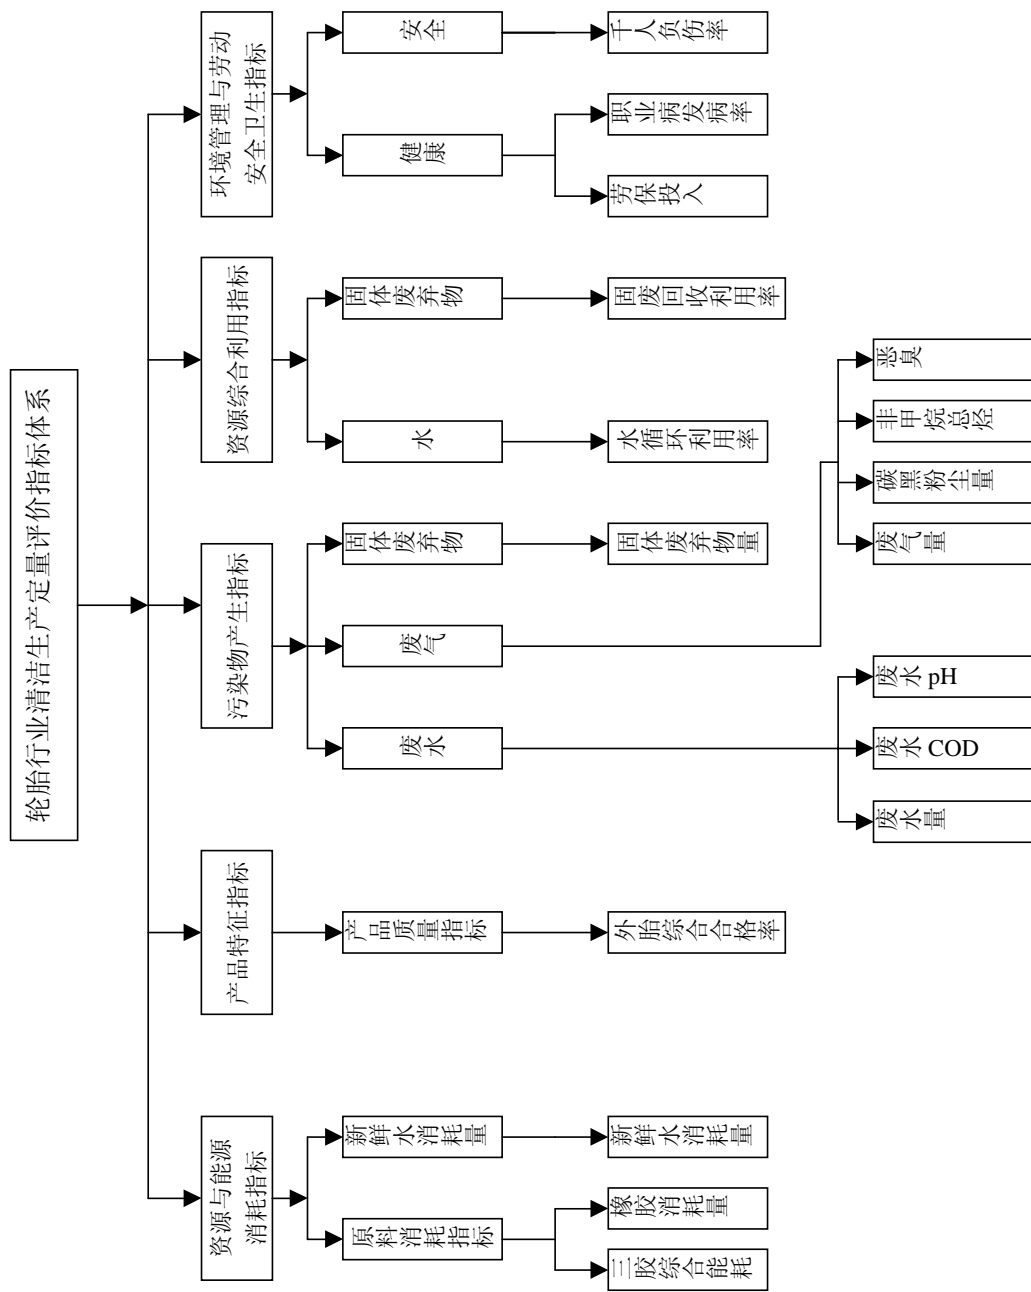 轮胎行业清洁生产定量评价指标体系
资源与能源
消耗指标
产品特征指标
污染物产生指标
资源综合利用指标
环境管理与劳动
安全卫生指标
原料消耗指标
新鲜水消耗量
产品质量指标
废水
废气
固体废弃物
水
固体废弃物
健康
安全
三胶综合能耗
橡胶消耗量
新鲜水消耗量
外胎综合合格率
固体废弃物量
水循环利用率
固废回收利用率
劳保投入
职业病发病率
千人负伤率
废水量
废水 COD
废水 pH
废气量
碳黑粉尘量
非甲烷总烃
恶臭